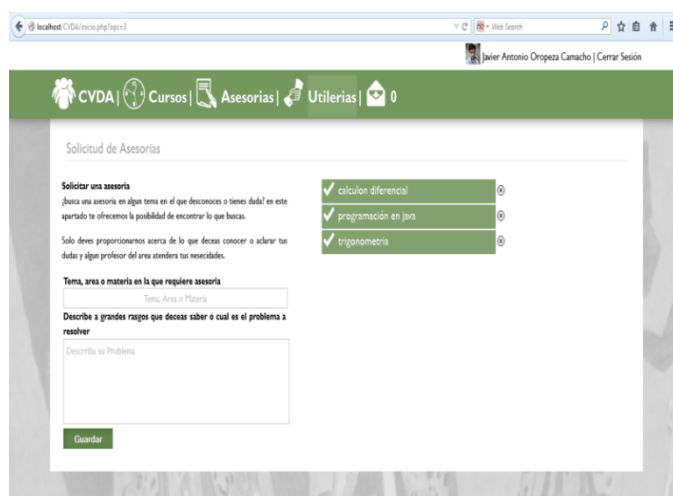 localhost/CVDA/inicio.php?opc=3
Web Search
Javier Antonio Oropeza Camacho | Cerrar Sesión
CVDA | Cursos | Asesorias | Utilerias | 0
Solicitud de Asesorias
Solicitar una asesoría
¿busca una asesoria en algun tema en el que desconoces o tienes duda? en este
apartado te ofrecemos la posibilidad de encontrar lo que buscas.
Solo deves proporcionarnos acerca de lo que deceas conocer o aclarar tus
dudas y algun profesor del area atendera tus nesecidades.
Tema, area o materia en la que requiere asesoria
Tema, Area o Materia
Describe a grandes rasgos que deceas saber o cual es el problema a
resolver
Descrriba su Problema
Guardar
calculon diferencial
programación en java
trigonometria